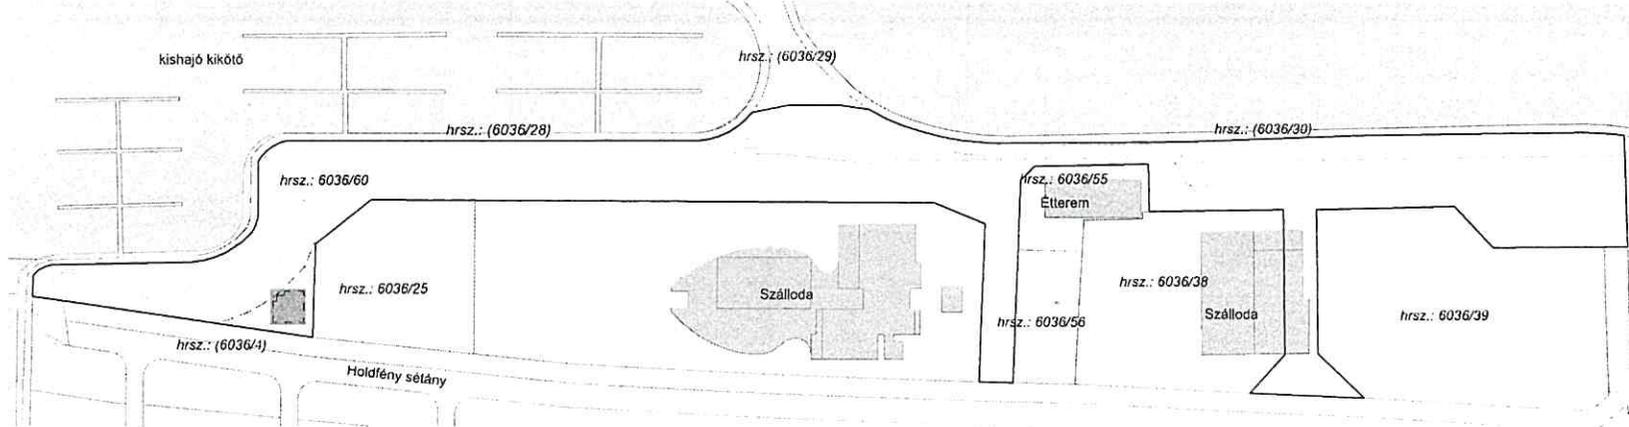 kishajó kikötő
hrsz.: (6036/29)
hrsz.: (6036/28)
hrsz.: (6036/30)
hrsz.: 6036/60
hrsz.: 6036/55
Étterem
hrsz.: 6036/25
Szálloda
hrsz.: 6036/38
hrsz.: 6036/56
Szálloda
hrsz.: 6036/39
hrsz.: (6036/4)
Holdfény sétány